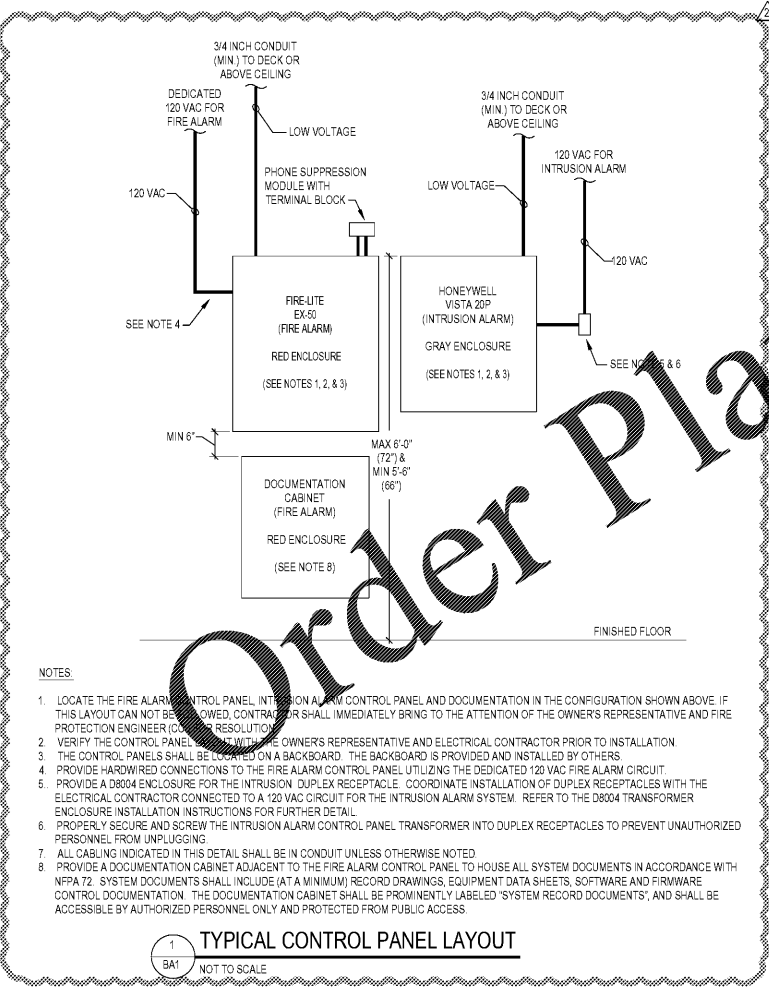 2
3/4 INCH CONDUIT
(MIN.) TO DECK OR
ABOVE CEILING
DEDICATED
120 VAC FOR
FIRE ALARM
LOW VOLTAGE
3/4 INCH CONDUIT
(MIN.) TO DECK OR
ABOVE CEILING
120 VAC FOR
INTRUSION ALARM
PHONE SUPPRESSION
MODULE WITH
TERMINAL BLOCK
120 VAC
LOW VOLTAGE
120 VAC
FIRE-LITE
EX-50
(FIRE ALARM)
RED ENCLOSURE
(SEE NOTES 1, 2, & 3)
HONEYWELL
VISTA 20P
(INTRUSION ALARM)
GRAY ENCLOSURE
(SEE NOTES 1, 2, & 3)
SEE NOTE 4
SEE NOTE 5 & 6
MIN 6"
MAX 6'-0"
(72") &
MIN 5'-6"
(66")
DOCUMENTATION
CABINET
(FIRE ALARM)
RED ENCLOSURE
(SEE NOTE 8)
Order Pla
FINISHED FLOOR
NOTES:
1. LOCATE THE FIRE ALARM CONTROL PANEL, INTRUSION ALARM CONTROL PANEL AND DOCUMENTATION IN THE CONFIGURATION SHOWN ABOVE. IF
THIS LAYOUT CAN NOT BE FOLLOWED, CONTRACTOR SHALL IMMEDIATELY BRING TO THE ATTENTION OF THE OWNER'S REPRESENTATIVE AND FIRE
PROTECTION ENGINEER RESOLUTION
2. VERIFY THE CONTROL PANEL WITH THE OWNER'S REPRESENTATIVE AND ELECTRICAL CONTRACTOR PRIOR TO INSTALLATION.
3. THE CONTROL PANELS SHALL BE LOCATED ON A BACKBOARD. THE BACKBOARD IS PROVIDED AND INSTALLED BY OTHERS.
4. PROVIDE HARDWIRED CONNECTIONS TO THE FIRE ALARM CONTROL PANEL UTILIZING THE DEDICATED 120 VAC FIRE ALARM CIRCUIT.
5.. PROVIDE A D8004 ENCLOSURE FOR THE INTRUSION DUPLEX RECEPTACLE. COORDINATE INSTALLATION OF DUPLEX RECEPTACLES WITH THE
ELECTRICAL CONTRACTOR CONNECTED TO A 120 VAC CIRCUIT FOR THE INTRUSION ALARM SYSTEM. REFER TO THE D8004 TRANSFORMER
ENCLOSURE INSTALLATION INSTRUCTIONS FOR FURTHER DETAIL.
6. PROPERLY SECURE AND SCREW THE INTRUSION ALARM CONTROL PANEL TRANSFORMER INTO DUPLEX RECEPTACLES TO PREVENT UNAUTHORIZED
PERSONNEL FROM UNPLUGGING.
7. ALL CABLING INDICATED IN THIS DETAIL SHALL BE IN CONDUIT UNLESS OTHERWISE NOTED.
8. PROVIDE A DOCUMENTATION CABINET ADJACENT TO THE FIRE ALARM CONTROL PANEL TO HOUSE ALL SYSTEM DOCUMENTS IN ACCORDANCE WITH
NFPA 72. SYSTEM DOCUMENTS SHALL INCLUDE (AT A MINIMUM) RECORD DRAWINGS, EQUIPMENT DATA SHEETS, SOFTWARE AND FIRMWARE
CONTROL DOCUMENTATION. THE DOCUMENTATION CABINET SHALL BE PROMINENTLY LABELED "SYSTEM RECORD DOCUMENTS", AND SHALL BE
ACCESSIBLE BY AUTHORIZED PERSONNEL ONLY AND PROTECTED FROM PUBLIC ACCESS.
1
BA1
TYPICAL CONTROL PANEL LAYOUT
NOT TO SCALE